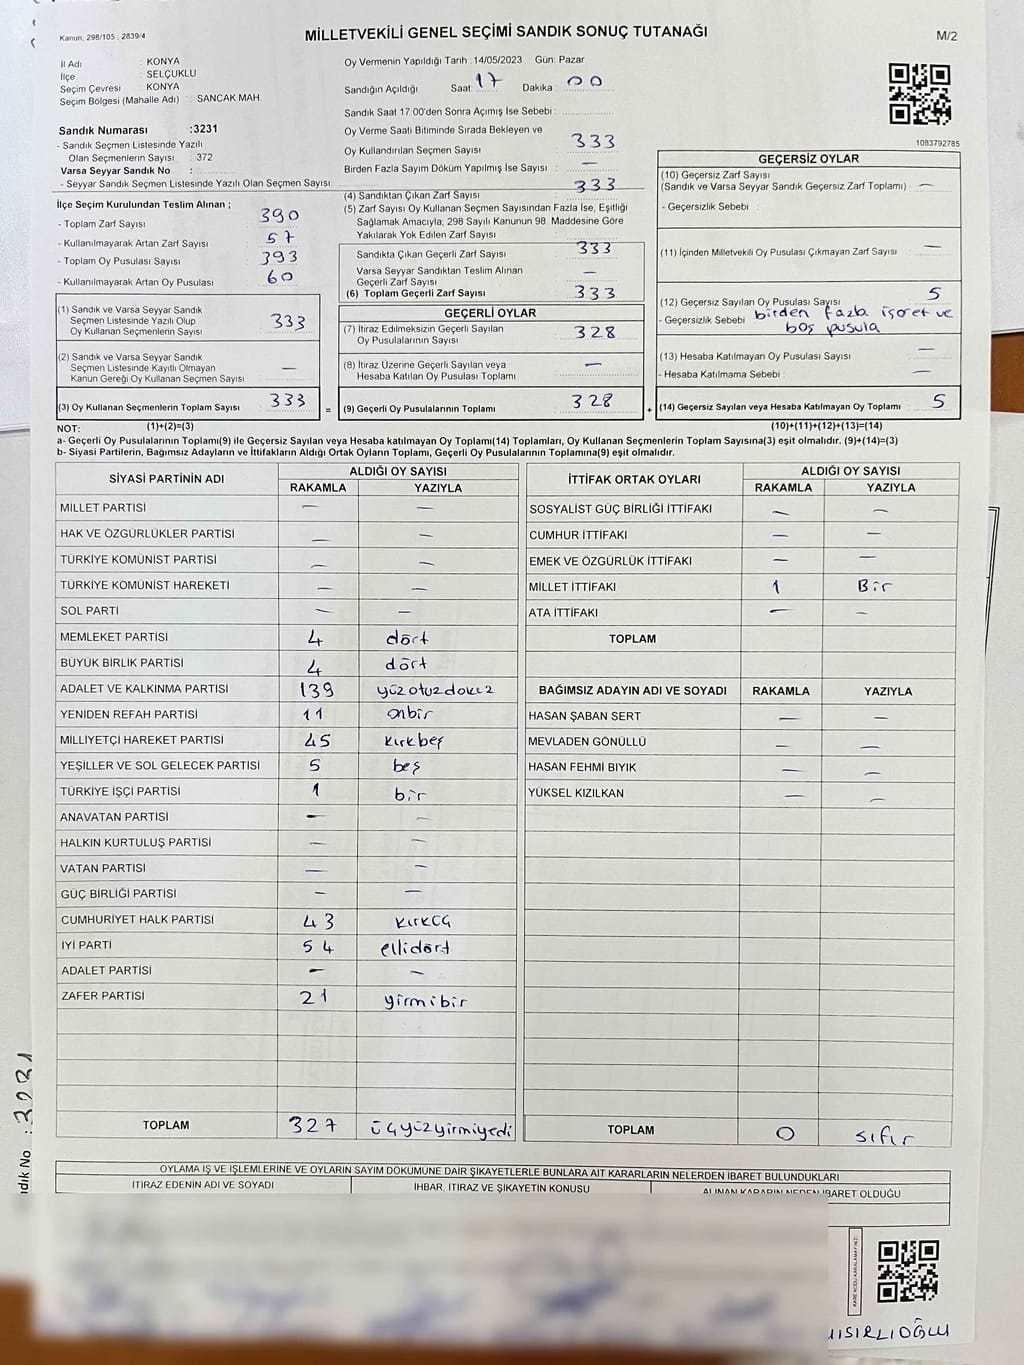 Kanun; 298/105 , 2839/4
MİLLETVEKİLİ GENEL SEÇİMİ SANDIK SONUÇ TUTANAĞI
M/2
İl Adı : KONYA
İlçe : SELÇUKLU
Seçim Çevresi : KONYA
Seçim Bölgesi (Mahalle Adı) : SANCAK MAH.
Sandık Numarası :3231
- Sandık Seçmen Listesinde Yazılı
Olan Seçmenlerin Sayısı : 372
Varsa Seyyar Sandık No :
- Seyyar Sandık Seçmen Listesinde Yazılı Olan Seçmen Sayısı:
Oy Vermenin Yapıldığı Tarih :14/05/2023 Gün: Pazar
Sandığın Açıldığı Saat: 17 Dakika: 00
Sandık Saat 17:00'den Sonra Açımış İse Sebebi :
Oy Verme Saati Bitiminde Sırada Bekleyen ve
Oy Kullandırılan Seçmen Sayısı : 333
Birden Fazla Sayım Döküm Yapılmış İse Sayısı : —
1083792785
İlçe Seçim Kurulundan Teslim Alınan ;
- Toplam Zarf Sayısı : 390
- Kullanılmayarak Artan Zarf Sayısı : 57
- Toplam Oy Pusulası Sayısı : 393
- Kullanılmayarak Artan Oy Pusulası : 60
(4) Sandıktan Çıkan Zarf Sayısı : 333
(5) Zarf Sayısı Oy Kullanan Seçmen Sayısından Fazla İse, Eşitliği
Sağlamak Amacıyla, 298 Sayılı Kanunun 98. Maddesine Göre
Yakılarak Yok Edilen Zarf Sayısı :
Sandıkta Çıkan Geçerli Zarf Sayısı : 333
Varsa Seyyar Sandıktan Teslim Alınan
Geçerli Zarf Sayısı : —
(6) Toplam Geçerli Zarf Sayısı : 333
GEÇERSİZ OYLAR
(10) Geçersiz Zarf Sayısı
(Sandık ve Varsa Seyyar Sandık Geçersiz Zarf Toplamı) : —
- Geçersizlik Sebebi :
(11) İçinden Milletvekili Oy Pusulası Çıkmayan Zarf Sayısı : —
(12) Geçersiz Sayılan Oy Pusulası Sayısı : 5
- Geçersizlik Sebebi : birden fazla işaret ve
boş pusula
(13) Hesaba Katılmayan Oy Pusulası Sayısı : —
- Hesaba Katılmama Sebebi : —
(14) Geçersiz Sayılan veya Hesaba Katılmayan Oy Toplamı : 5
(10)+(11)+(12)+(13)=(14)
(1) Sandık ve Varsa Seyyar Sandık
Seçmen Listesinde Yazılı Olup
Oy Kullanan Seçmenlerin Sayısı : 333
(2) Sandık ve Varsa Seyyar Sandık
Seçmen Listesinde Kayıtlı Olmayan
Kanun Gereği Oy Kullanan Seçmen Sayısı : —
(3) Oy Kullanan Seçmenlerin Toplam Sayısı : 333
(1)+(2)=(3)
GEÇERLİ OYLAR
(7) İtiraz Edilmeksizin Geçerli Sayılan
Oy Pusulalarının Sayısı : 328
(8) İtiraz Üzerine Geçerli Sayılan veya
Hesaba Katılan Oy Pusulası Toplamı : —
= (9) Geçerli Oy Pusulalarının Toplamı : 328 +
NOT:
a- Geçerli Oy Pusulalarının Toplamı(9) ile Geçersiz Sayılan veya Hesaba katılmayan Oy Toplamı(14) Toplamları, Oy Kullanan Seçmenlerin Toplam Sayısına(3) eşit olmalıdır. (9)+(14)=(3)
b- Siyasi Partilerin, Bağımsız Adayların ve İttifakların Aldığı Ortak Oyların Toplamı, Geçerli Oy Pusulalarının Toplamına(9) eşit olmalıdır.
SİYASİ PARTİNİN ADI ALDIĞI OY SAYISI
RAKAMLA YAZIYLA
MİLLET PARTİSİ — —
HAK VE ÖZGÜRLÜKLER PARTİSİ — —
TÜRKİYE KOMÜNİST PARTİSİ — —
TÜRKİYE KOMÜNİST HAREKETİ — —
SOL PARTİ — —
MEMLEKET PARTİSİ 4 dört
BÜYÜK BİRLİK PARTİSİ 4 dört
ADALET VE KALKINMA PARTİSİ 139 yüzotuzdokuz
YENİDEN REFAH PARTİSİ 11 onbir
MİLLİYETÇİ HAREKET PARTİSİ 45 kırkbeş
YEŞİLLER VE SOL GELECEK PARTİSİ 5 beş
TÜRKİYE İŞÇİ PARTİSİ 1 bir
ANAVATAN PARTİSİ — —
HALKIN KURTULUŞ PARTİSİ — —
VATAN PARTİSİ — —
GÜÇ BİRLİĞİ PARTİSİ — —
CUMHURİYET HALK PARTİSİ 43 kırküç
İYİ PARTİ 54 ellidört
ADALET PARTİSİ — —
ZAFER PARTİSİ 21 yirmibir
TOPLAM 327 üçyüzyirmiyedi
İTTİFAK ORTAK OYLARI ALDIĞI OY SAYISI
RAKAMLA YAZIYLA
SOSYALİST GÜÇ BİRLİĞİ İTTİFAKI — —
CUMHUR İTTİFAKI — —
EMEK VE ÖZGÜRLÜK İTTİFAKI — —
MİLLET İTTİFAKI 1 Bir
ATA İTTİFAKI — —
TOPLAM
BAĞIMSIZ ADAYIN ADI VE SOYADI RAKAMLA YAZIYLA
HASAN ŞABAN SERT — —
MEVLADEN GÖNÜLLÜ — —
HASAN FEHMİ BIYIK — —
YÜKSEL KIZILKAN — —
TOPLAM 0 sıfır
OYLAMA İŞ VE İŞLEMLERİNE VE OYLARIN SAYIM DÖKÜMÜNE DAİR ŞİKAYETLERLE BUNLARA AİT KARARLARIN NELERDEN İBARET BULUNDUKLARI
İTİRAZ EDENİN ADI VE SOYADI İHBAR, İTİRAZ VE ŞİKAYETİN KONUSU ALINAN KARARIN NEDEN İBARET OLDUĞU
ndık No : 3231
KARE KODU KARALAMAYINIZ!
MISIRLIOĞLU